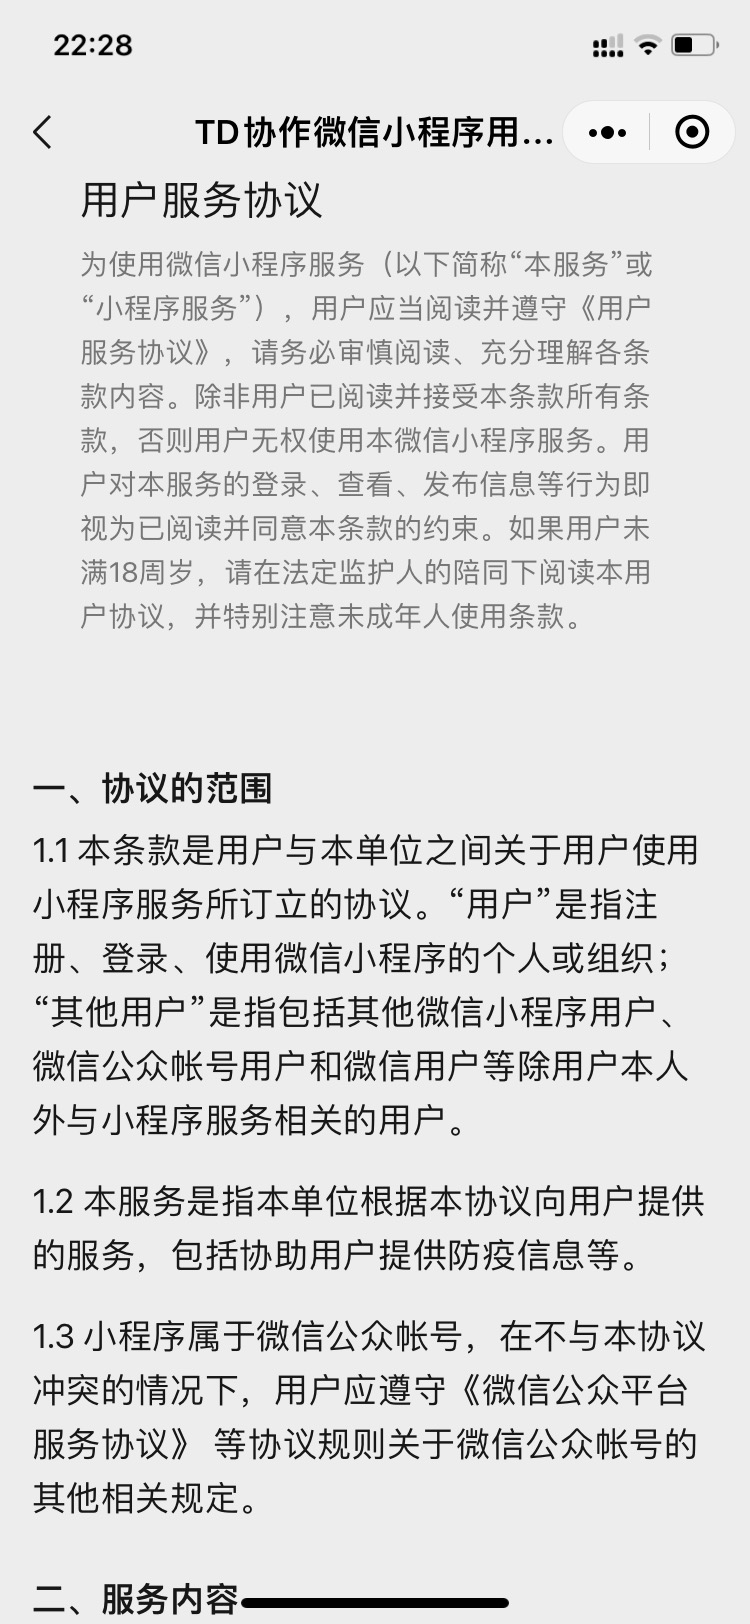 22:28
TD协作微信小程序用...
用户服务协议
为使用微信小程序服务（以下简称“本服务”或
“小程序服务”），用户应当阅读并遵守《用户
服务协议》，请务必审慎阅读、充分理解各条
款内容。除非用户已阅读并接受本条款所有条
款，否则用户无权使用本微信小程序服务。用
户对本服务的登录、查看、发布信息等行为即
视为已阅读并同意本条款的约束。如果用户未
满18周岁，请在法定监护人的陪同下阅读本用
户协议，并特别注意未成年人使用条款。
一、协议的范围
1.1 本条款是用户与本单位之间关于用户使用
小程序服务所订立的协议。“用户”是指注
册、登录、使用微信小程序的个人或组织；
“其他用户”是指包括其他微信小程序用户、
微信公众帐号用户和微信用户等除用户本人
外与小程序服务相关的用户。
1.2 本服务是指本单位根据本协议向用户提供
的服务，包括协助用户提供防疫信息等。
1.3 小程序属于微信公众帐号，在不与本协议
冲突的情况下，用户应遵守《微信公众平台
服务协议》 等协议规则关于微信公众帐号的
其他相关规定。
二、服务内容